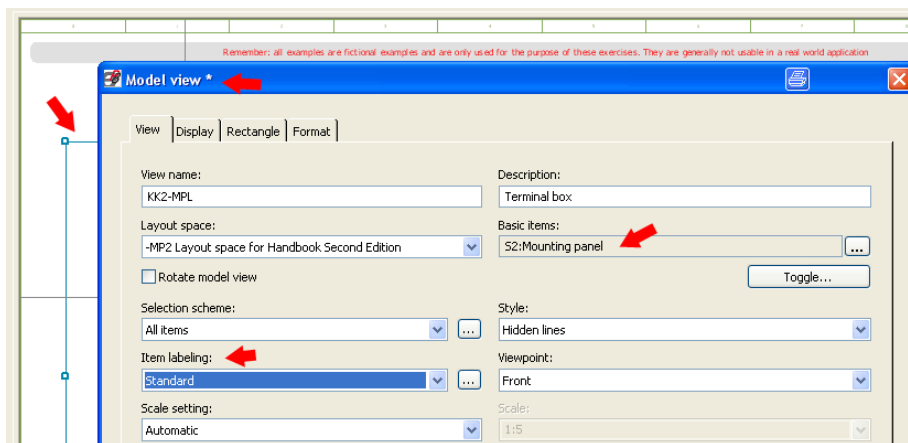 Remember: all examples are fictional examples and are only used for the purpose of these exercises. They are generally not usable in a real world application
Model view *
View Display Rectangle Format
View name: Description:
KK2-MPL Terminal box
Layout space: Basic items:
-MP2 Layout space for Handbook Second Edition S2:Mounting panel ...
Rotate model view Toggle...
Selection scheme: Style:
All items ... Hidden lines
Item labeling: Viewpoint:
Standard ... Front
Scale setting: Scale:
Automatic 1:5